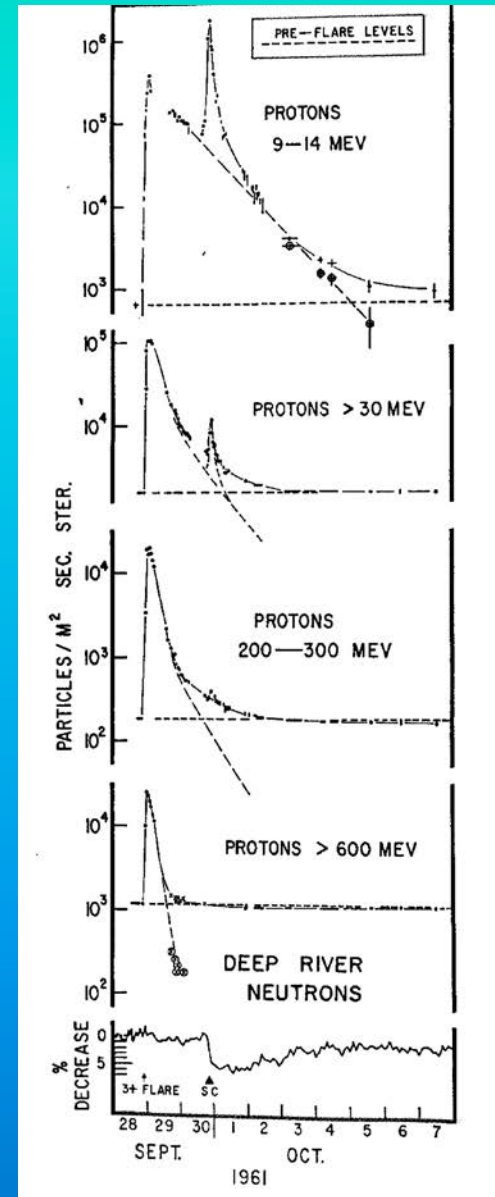 PRE-FLARE LEVELS
10⁶
PROTONS
9-14 MEV
10⁵
10⁴
10³
10⁵
PROTONS > 30 MEV
10⁴
PARTICLES/M² SEC. STER.
10⁴
PROTONS
200-300 MEV
10³
10²
10⁴
PROTONS > 600 MEV
10³
DEEP RIVER
NEUTRONS
10²
% DECREASE
0
5
3+ FLARE
SC
28 29 30 1 2 3 4 5 6 7
SEPT. OCT.
1961